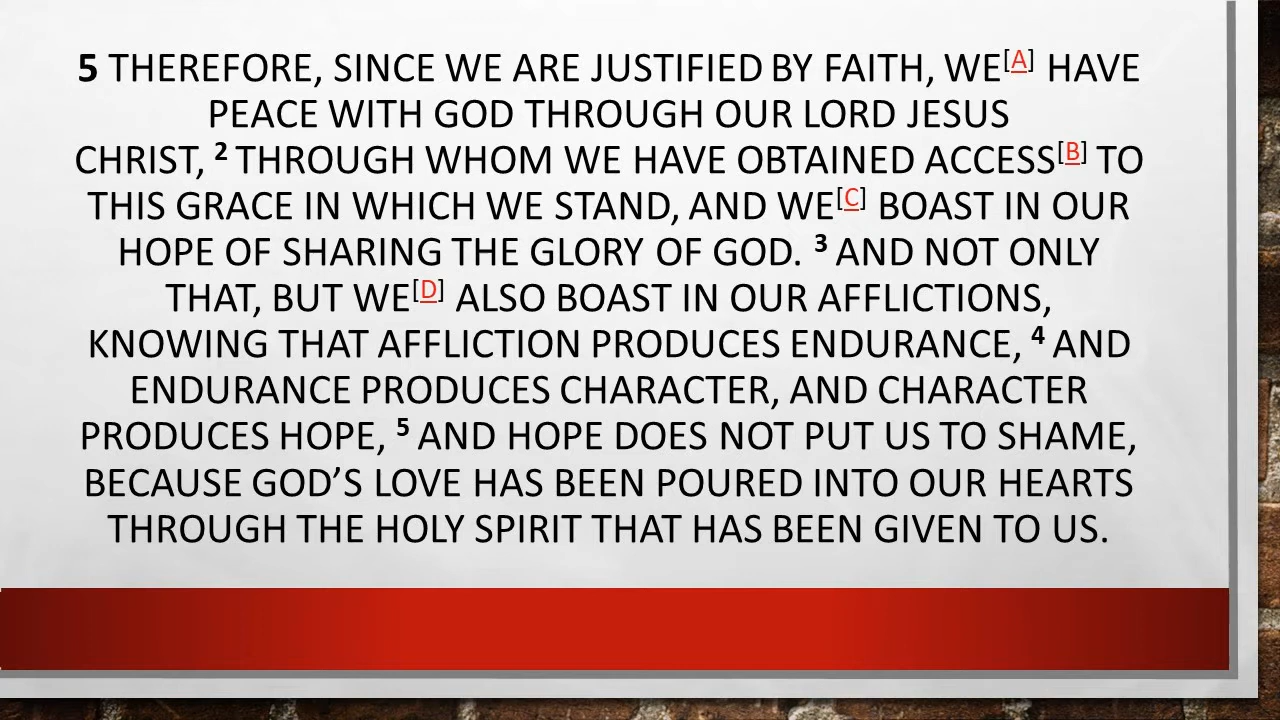 5 THEREFORE, SINCE WE ARE JUSTIFIED BY FAITH, WE[A] HAVE
PEACE WITH GOD THROUGH OUR LORD JESUS
CHRIST, 2 THROUGH WHOM WE HAVE OBTAINED ACCESS[B] TO
THIS GRACE IN WHICH WE STAND, AND WE[C] BOAST IN OUR
HOPE OF SHARING THE GLORY OF GOD. 3 AND NOT ONLY
THAT, BUT WE[D] ALSO BOAST IN OUR AFFLICTIONS,
KNOWING THAT AFFLICTION PRODUCES ENDURANCE, 4 AND
ENDURANCE PRODUCES CHARACTER, AND CHARACTER
PRODUCES HOPE, 5 AND HOPE DOES NOT PUT US TO SHAME,
BECAUSE GOD’S LOVE HAS BEEN POURED INTO OUR HEARTS
THROUGH THE HOLY SPIRIT THAT HAS BEEN GIVEN TO US.